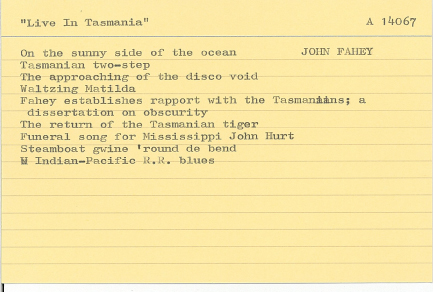 "Live In Tasmania" A 14067
On the sunny side of the ocean JOHN FAHEY
Tasmanian two-step
The approaching of the disco void
Waltzing Matilda
Fahey establishes rapport with the Tasmanians; a
dissertation on obscurity
The return of the Tasmanian tiger
Funeral song for Mississippi John Hurt
Steamboat gwine 'round de bend
Indian-Pacific R.R. blues